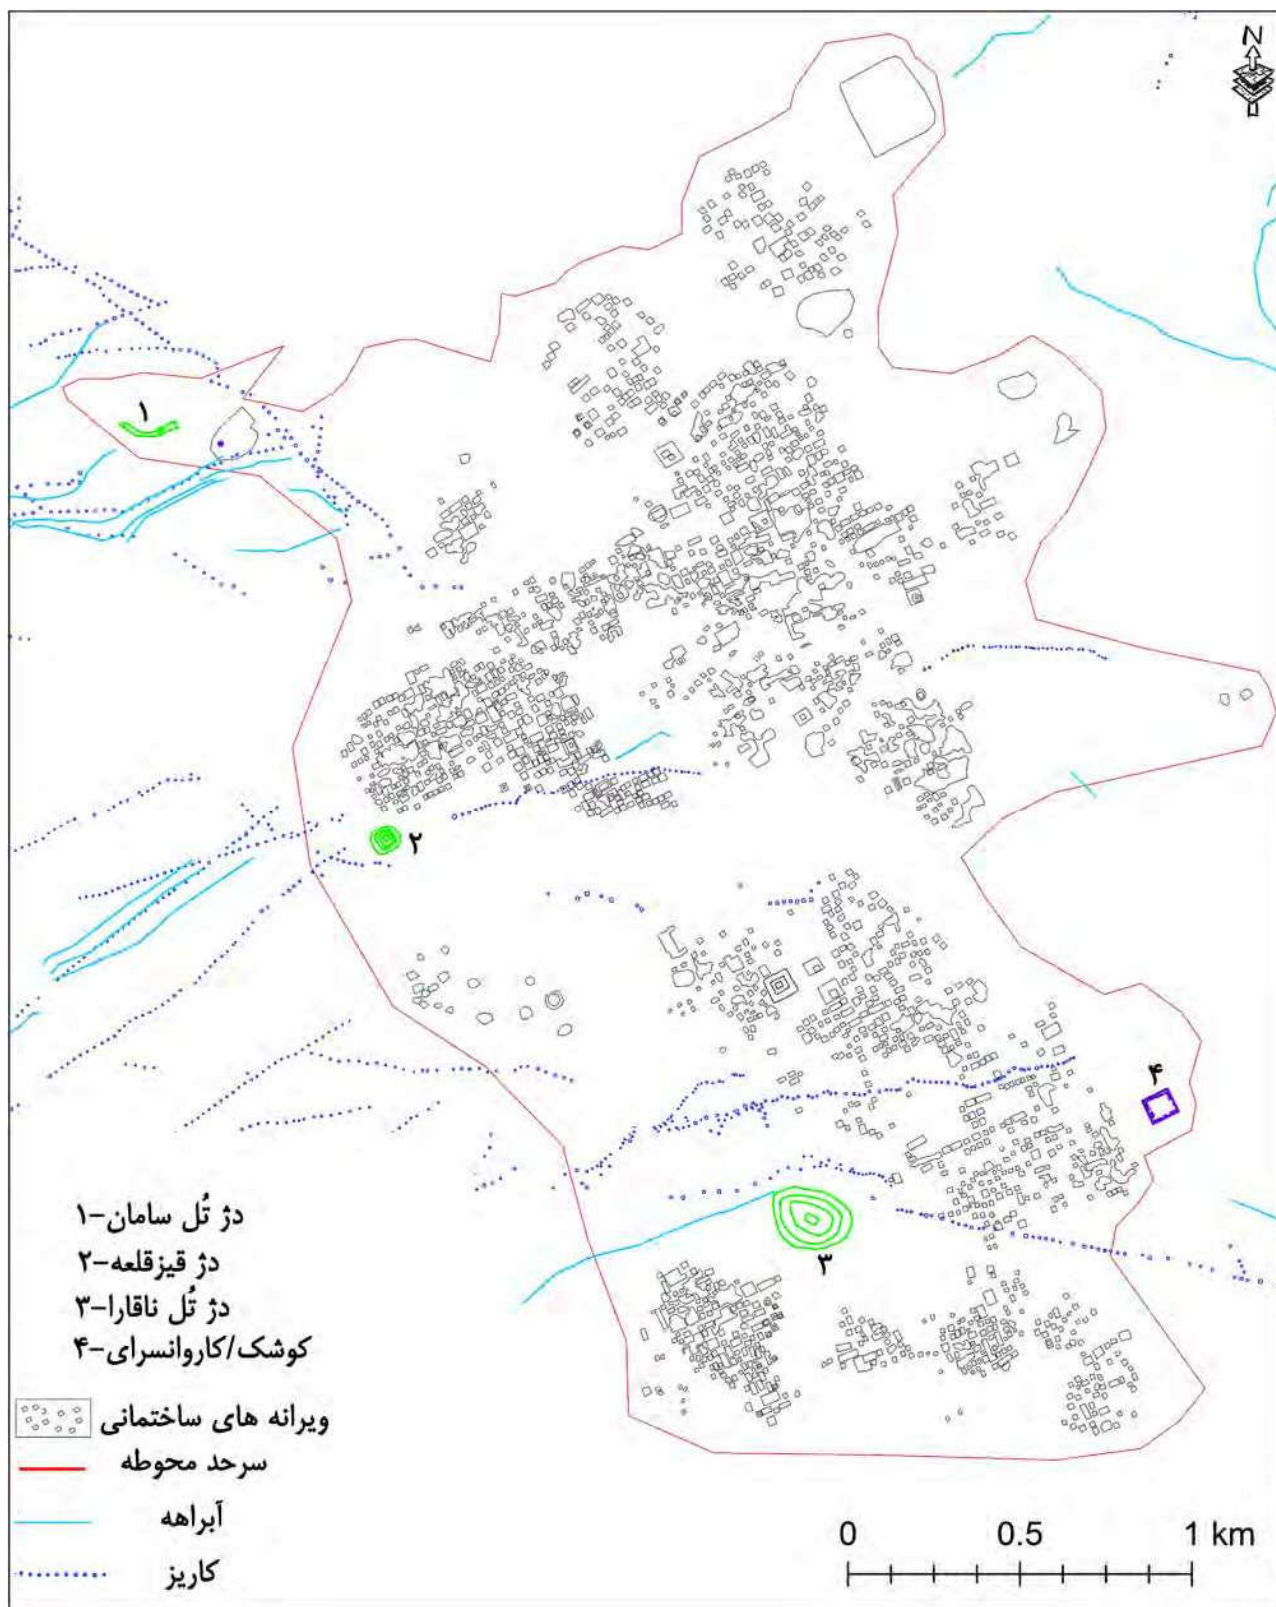 N
۱
۲
۴
۳
۱-دژ تُل سامان
۲-دژ قیزقلعه
۳-دژ تُل ناقارا
۴-کوشک/کاروانسرای
ویرانه های ساختمانی
سرحد محوطه
آبراهه
کاریز
0 0.5 1 km